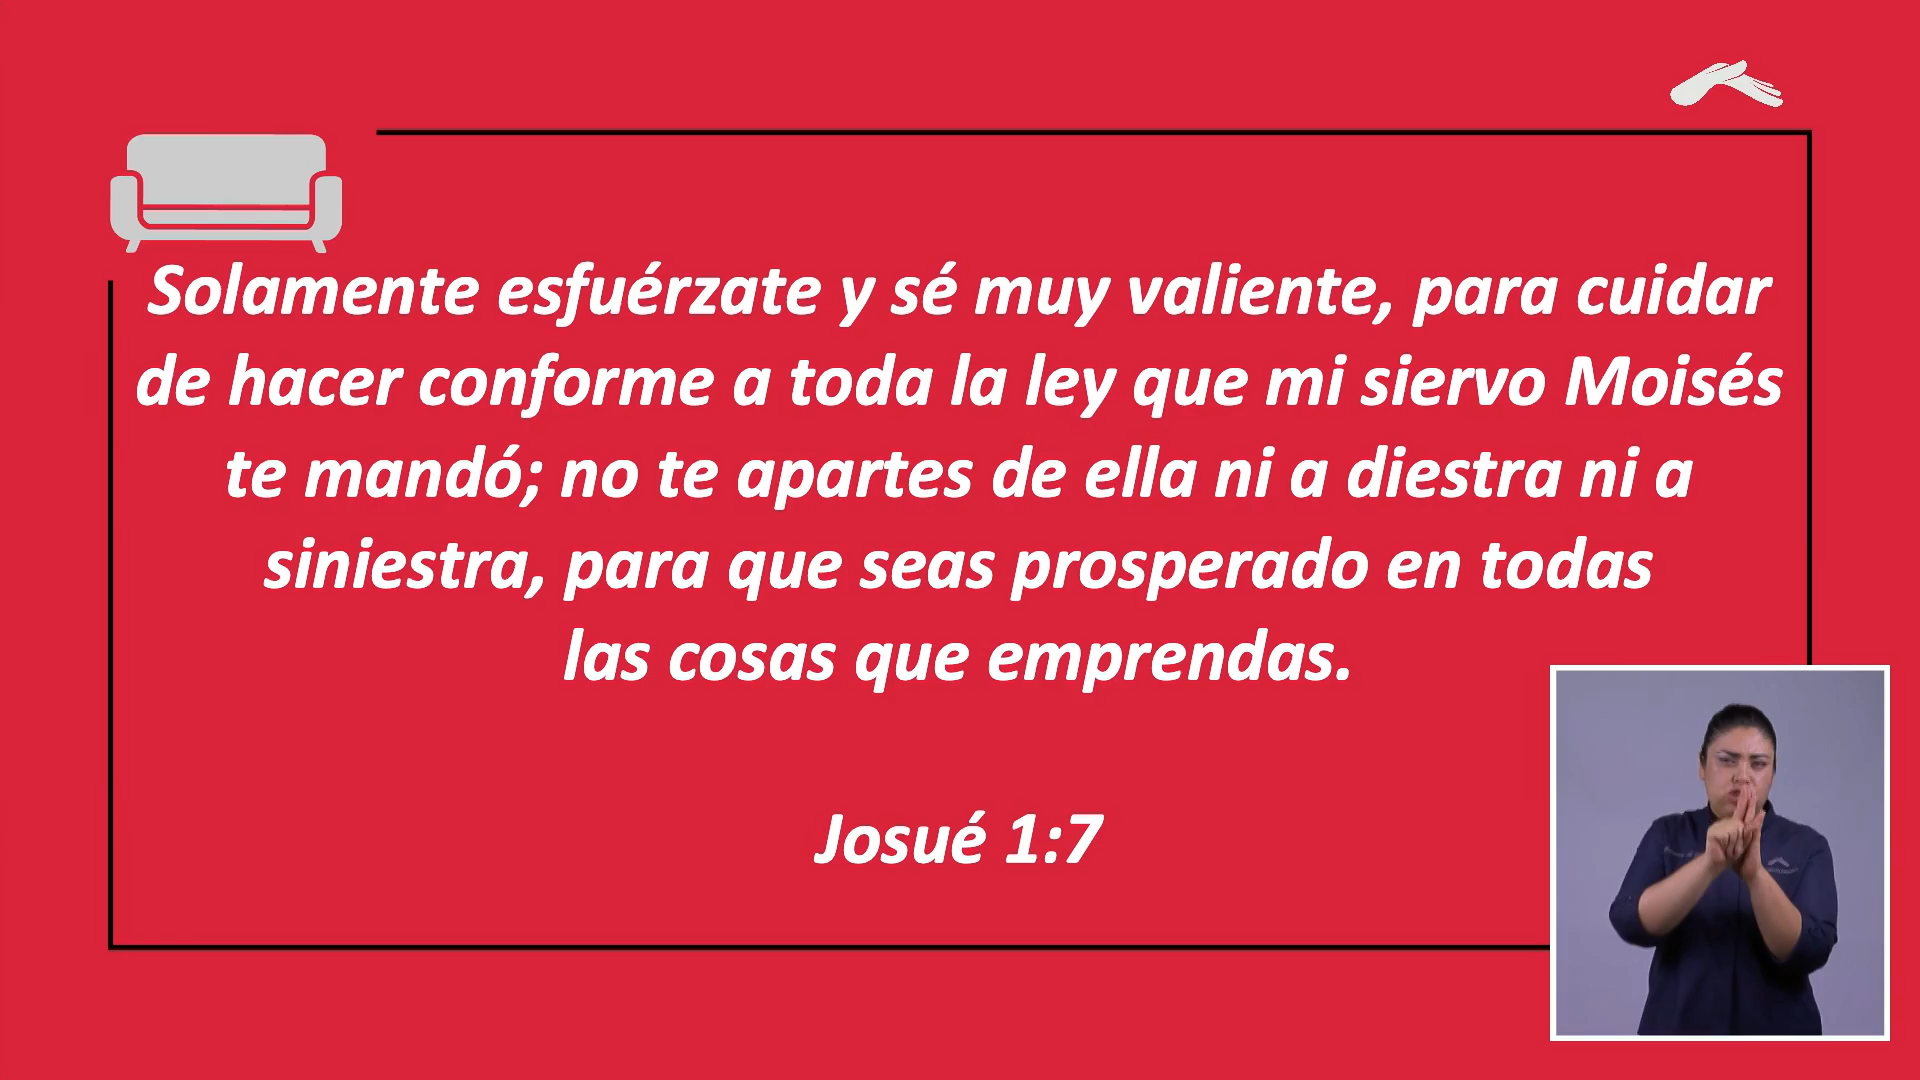 Solamente esfuérzate y sé muy valiente, para cuidar
de hacer conforme a toda la ley que mi siervo Moisés
te mandó; no te apartes de ella ni a diestra ni a
siniestra, para que seas prosperado en todas
las cosas que emprendas.
Josué 1:7